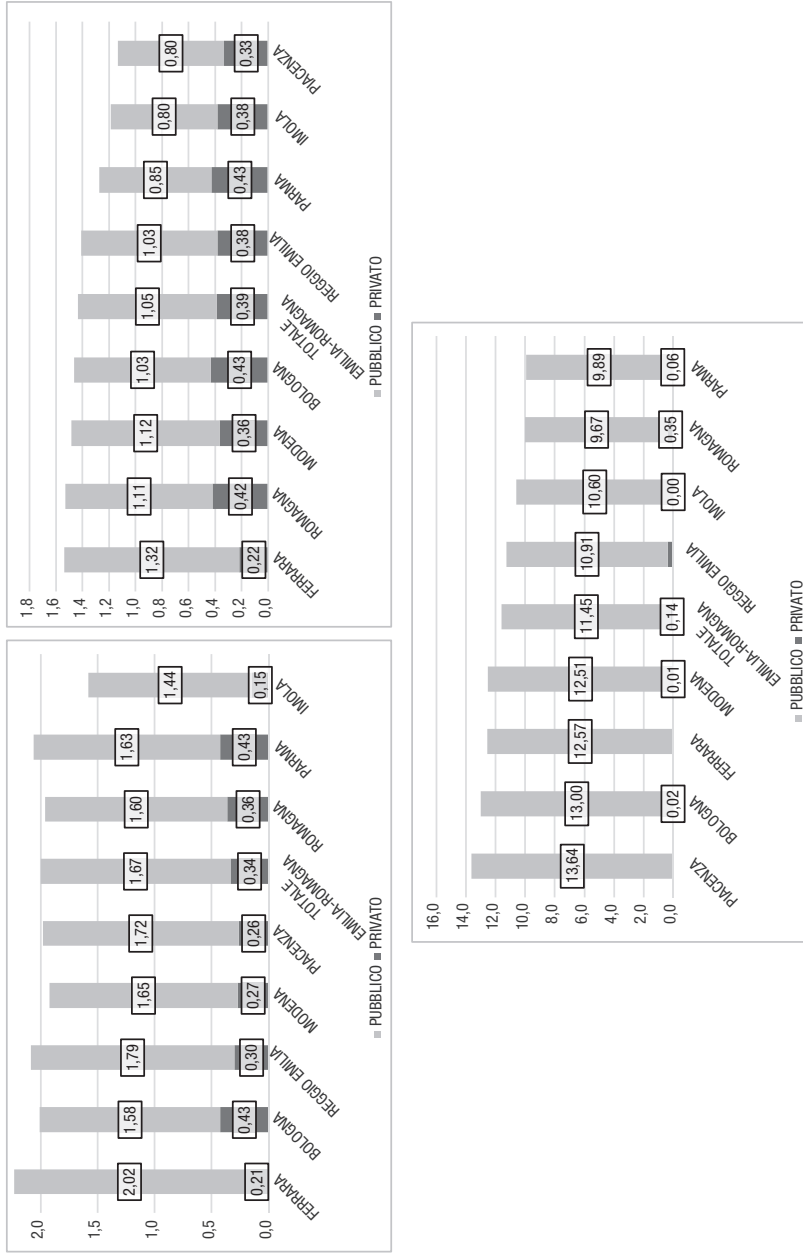 2,0
1,5
1,0
0,5
0,0
2,02
1,58
1,79
1,65
1,72
1,67
1,60
1,63
1,44
0,21
0,43
0,30
0,27
0,26
0,34
0,36
0,43
0,15
FERRARA
BOLOGNA
REGGIO EMILIA
MODENA
PIACENZA
TOTALE
EMILIA-ROMAGNA
ROMAGNA
PARMA
IMOLA
PUBBLICO PRIVATO
1,8
1,6
1,4
1,2
1,0
0,8
0,6
0,4
0,2
0,0
1,32
1,11
1,12
1,03
1,05
1,03
0,85
0,80
0,80
0,22
0,42
0,36
0,43
0,39
0,38
0,43
0,38
0,33
FERRARA
ROMAGNA
MODENA
BOLOGNA
TOTALE
EMILIA-ROMAGNA
REGGIO EMILIA
PARMA
IMOLA
PIACENZA
PUBBLICO PRIVATO
16,0
14,0
12,0
10,0
8,0
6,0
4,0
2,0
0,0
13,64
13,00
12,57
12,51
11,45
10,91
10,60
9,67
9,89
0,02
0,01
0,14
0,00
0,35
0,06
PIACENZA
BOLOGNA
FERRARA
MODENA
TOTALE
EMILIA-ROMAGNA
REGGIO EMILIA
IMOLA
ROMAGNA
PARMA
PUBBLICO PRIVATO